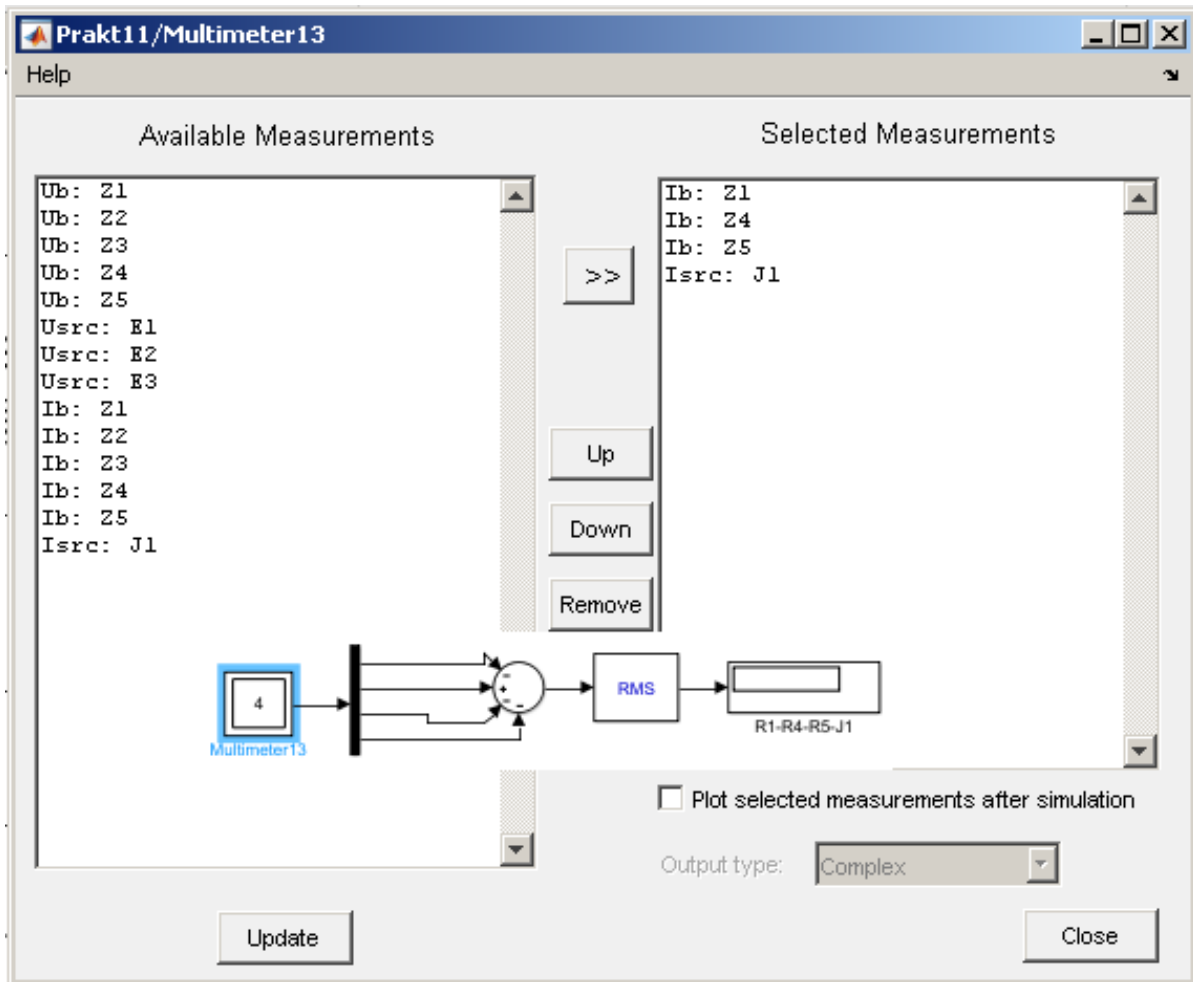 Prakt11/Multimeter13
Help
Available Measurements
Ub: Z1
Ub: Z2
Ub: Z3
Ub: Z4
Ub: Z5
Usrc: E1
Usrc: E2
Usrc: E3
Ib: Z1
Ib: Z2
Ib: Z3
Ib: Z4
Ib: Z5
Isrc: J1
>>
Up
Down
Remove
Selected Measurements
Ib: Z1
Ib: Z4
Ib: Z5
Isrc: J1
4
Multimeter13
RMS
R1-R4-R5-J1
Plot selected measurements after simulation
Output type: Complex
Update
Close